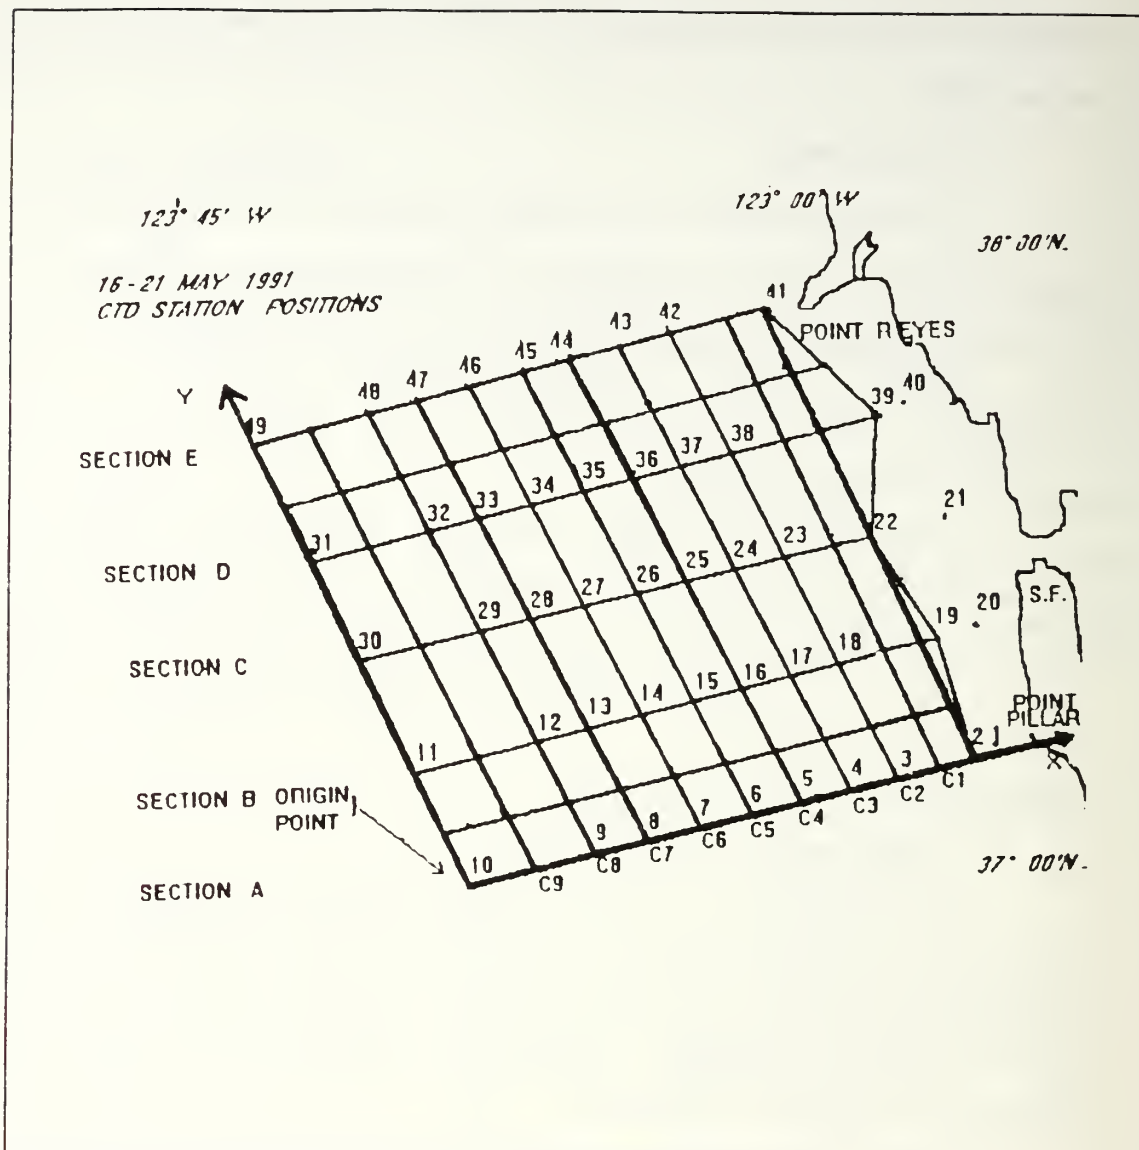 123° 45' W
123° 00' W
38° 00'N.
16-21 MAY 1991
CTD STATION POSITIONS
41
POINT REYES
42
43
44
45
46
47
48
49
Y
39
40
SECTION E
38
37
36
35
34
33
32
31
21
22
SECTION D
23
24
25
26
27
28
29
30
S.F.
20
19
SECTION C
18
17
16
15
14
13
12
11
POINT
PILLAR
2 1
X
SECTION B
ORIGIN
POINT
3
4
5
6
7
8
9
10
C1
C2
C3
C4
C5
C6
C7
C8
C9
37° 00'N.
SECTION A